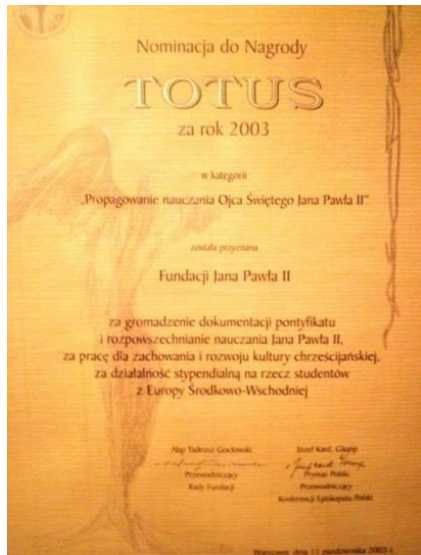 Nominacja do Nagrody
TOTUS
za rok 2003
w kategorii
„Propagowanie nauczania Ojca Świętego Jana Pawła II”
została przyznana
Fundacji Jana Pawła II
za gromadzenie dokumentacji pontyfikatu
i rozpowszechnianie nauczania Jana Pawła II,
za pracę dla zachowania i rozwoju kultury chrześcijańskiej,
za działalność stypendialną na rzecz studentów
z Europy Środkowo-Wschodniej
Abp Tadeusz Gocłowski
Przewodniczący
Rady Fundacji
Józef Kard. Glemp
Prymas Polski
Przewodniczący
Konferencji Episkopatu Polski
Warszawa, dnia 11 października 2003 r.